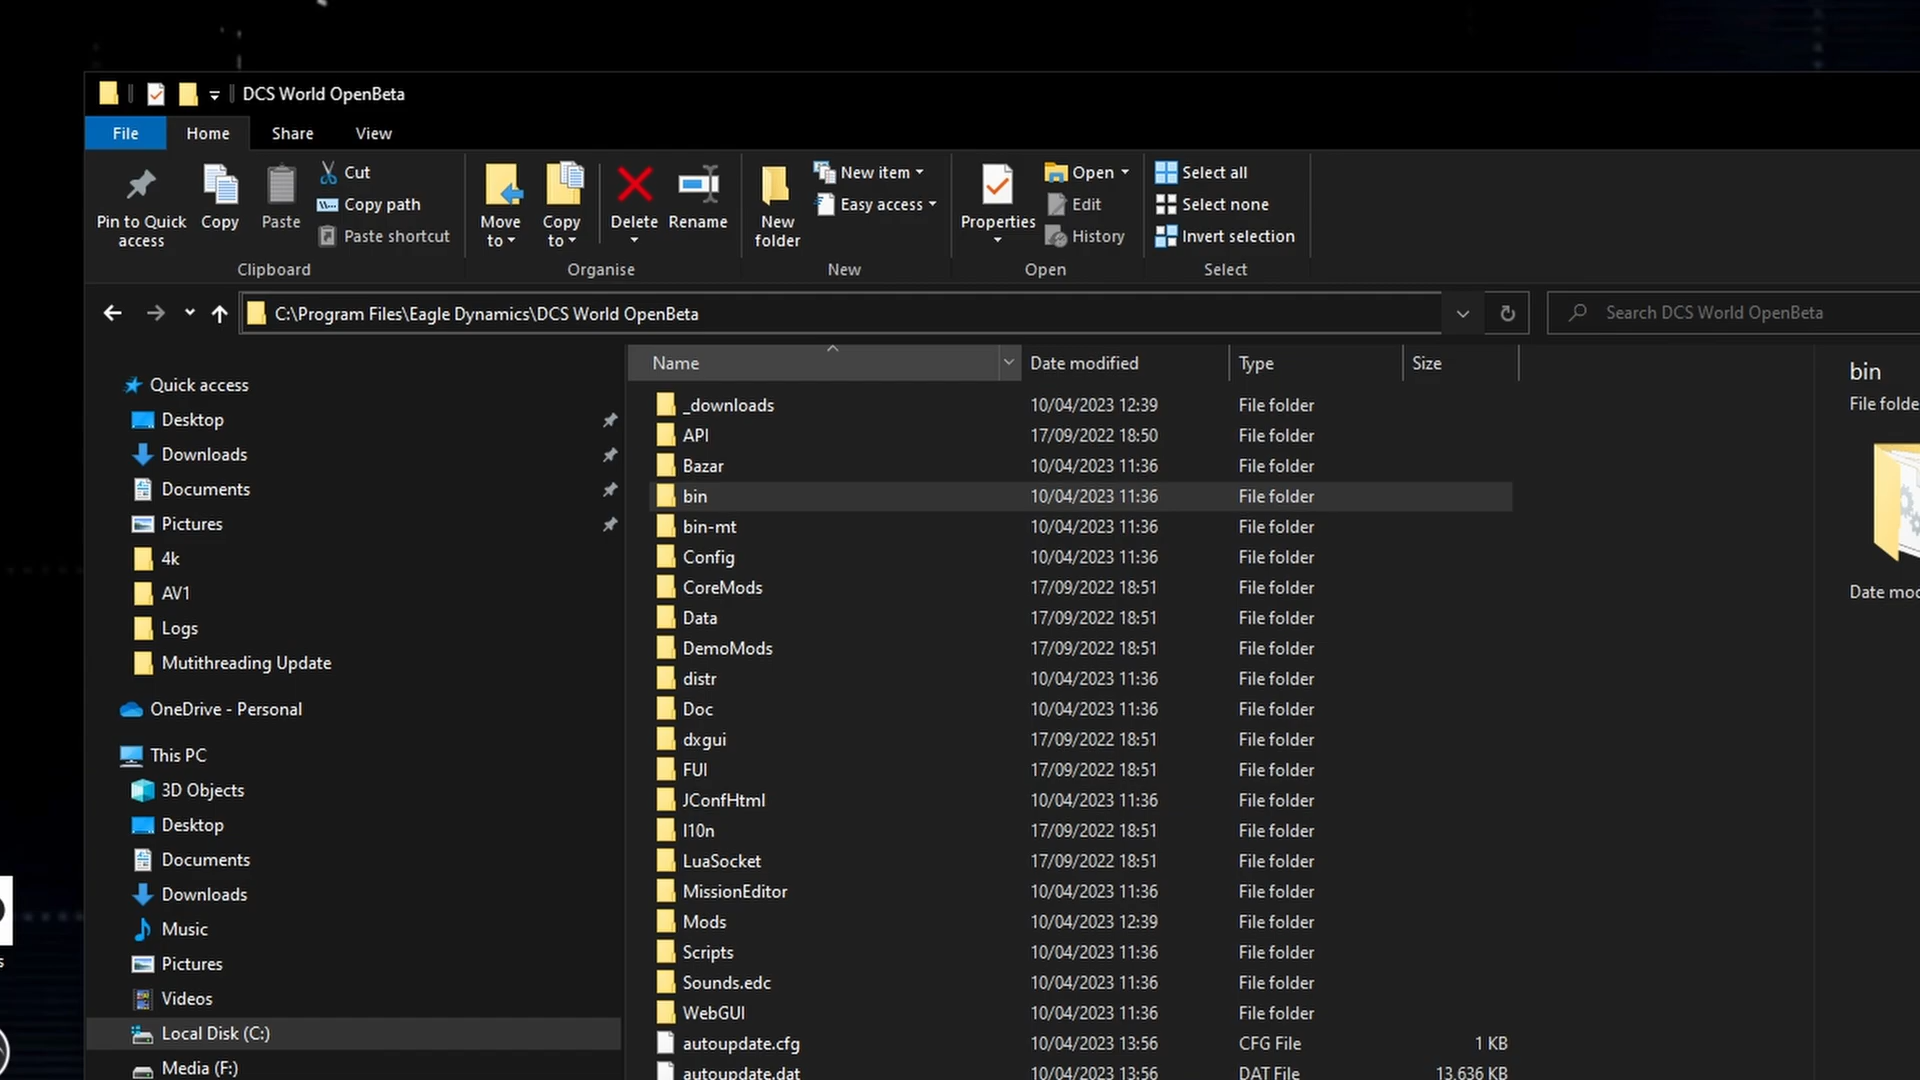 DCS World OpenBeta
File Home Share View
Pin to Quick access
Copy
Paste
Cut
Copy path
Paste shortcut
Move to
Copy to
Delete
Rename
New folder
New item
Easy access
Properties
Open
Edit
History
Select all
Select none
Invert selection
Clipboard Organise New Open Select
C:\Program Files\Eagle Dynamics\DCS World OpenBeta
Search DCS World OpenBeta
Quick access
Desktop
Downloads
Documents
Pictures
4k
AV1
Logs
Mutithreading Update
OneDrive - Personal
This PC
3D Objects
Desktop
Documents
Downloads
Music
Pictures
Videos
Local Disk (C:)
Media (F:)
Name Date modified Type Size
_downloads 10/04/2023 12:39 File folder
API 17/09/2022 18:50 File folder
Bazar 10/04/2023 11:36 File folder
bin 10/04/2023 11:36 File folder
bin-mt 10/04/2023 11:36 File folder
Config 10/04/2023 11:36 File folder
CoreMods 17/09/2022 18:51 File folder
Data 17/09/2022 18:51 File folder
DemoMods 17/09/2022 18:51 File folder
distr 10/04/2023 11:36 File folder
Doc 10/04/2023 11:36 File folder
dxgui 17/09/2022 18:51 File folder
FUI 17/09/2022 18:51 File folder
JConfHtml 10/04/2023 11:36 File folder
l10n 17/09/2022 18:51 File folder
LuaSocket 17/09/2022 18:51 File folder
MissionEditor 10/04/2023 11:36 File folder
Mods 10/04/2023 12:39 File folder
Scripts 10/04/2023 11:36 File folder
Sounds.edc 10/04/2023 11:36 File folder
WebGUI 10/04/2023 11:36 File folder
autoupdate.cfg 10/04/2023 13:56 CFG File 1 KB
autoupdate.dat 10/04/2023 13:56 DAT File 13,636 KB
bin
File folde
Date mod
s